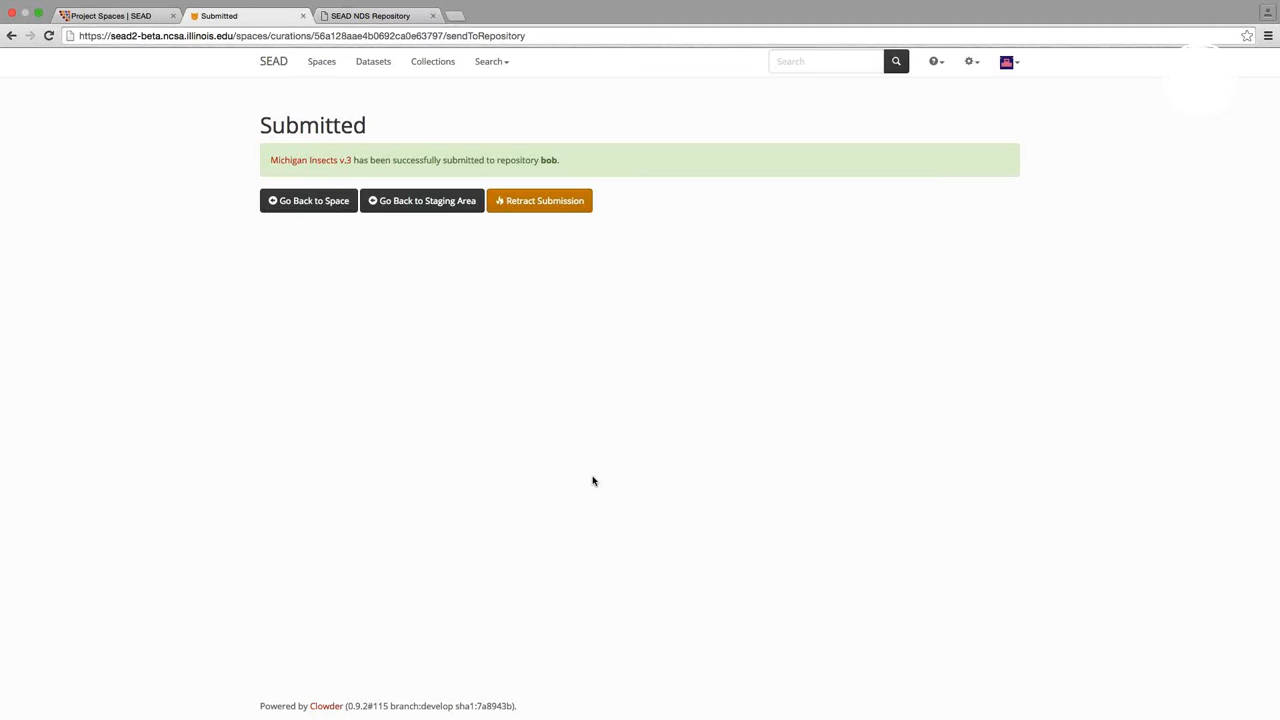 Project Spaces | SEAD
Submitted
SEAD NDS Repository
https://sead2-beta.ncsa.illinois.edu/spaces/curations/56a128aae4b0692ca0e63797/sendToRepository
SEAD Spaces Datasets Collections Search Search
Submitted
Michigan Insects v.3 has been successfully submitted to repository bob.
Go Back to Space Go Back to Staging Area Retract Submission
Powered by Clowder (0.9.2#115 branch:develop sha1:7a8943b).